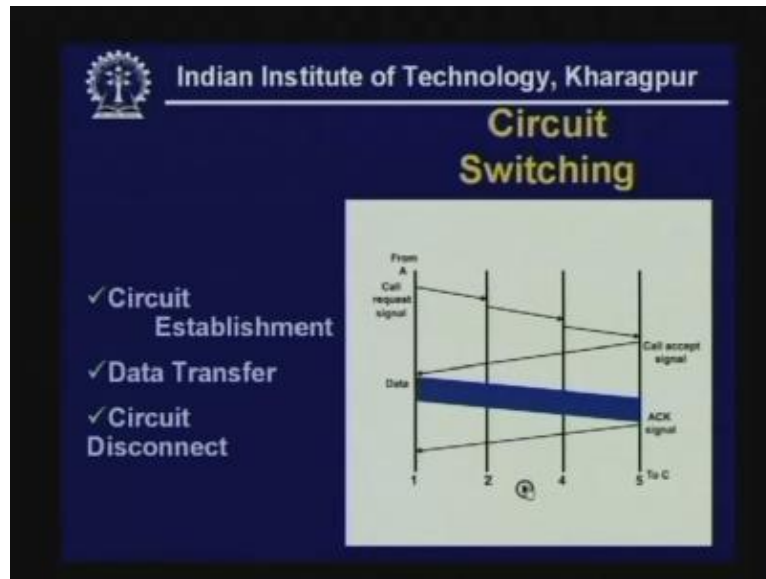 Indian Institute of Technology, Kharagpur
Circuit
Switching
✓Circuit
Establishment
✓Data Transfer
✓Circuit
Disconnect
From
A
Call
request
signal
Call accept
signal
Data
ACK
signal
1
2
4
5
To C